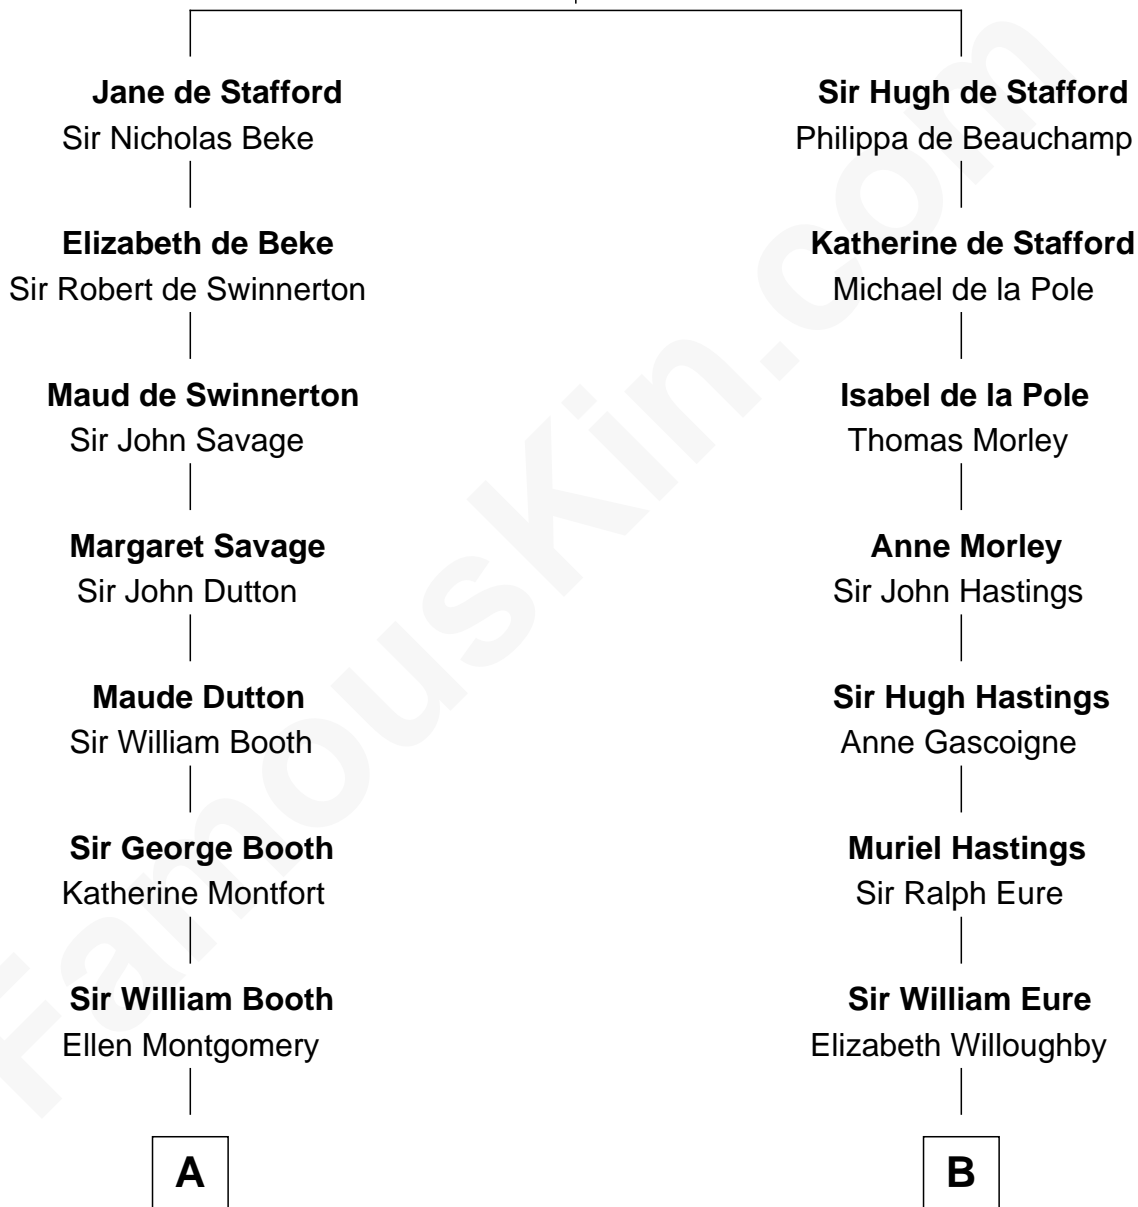 Jane de Stafford
Sir Nicholas Beke
Elizabeth de Beke
Sir Robert de Swinnerton
Maud de Swinnerton
Sir John Savage
Margaret Savage
Sir John Dutton
Maude Dutton
Sir William Booth
Sir George Booth
Katherine Montfort
Sir William Booth
Ellen Montgomery
A
Sir Hugh de Stafford
Philippa de Beauchamp
Katherine de Stafford
Michael de la Pole
Isabel de la Pole
Thomas Morley
Anne Morley
Sir John Hastings
Sir Hugh Hastings
Anne Gascoigne
Muriel Hastings
Sir Ralph Eure
Sir William Eure
Elizabeth Willoughby
B
FamousKin.com